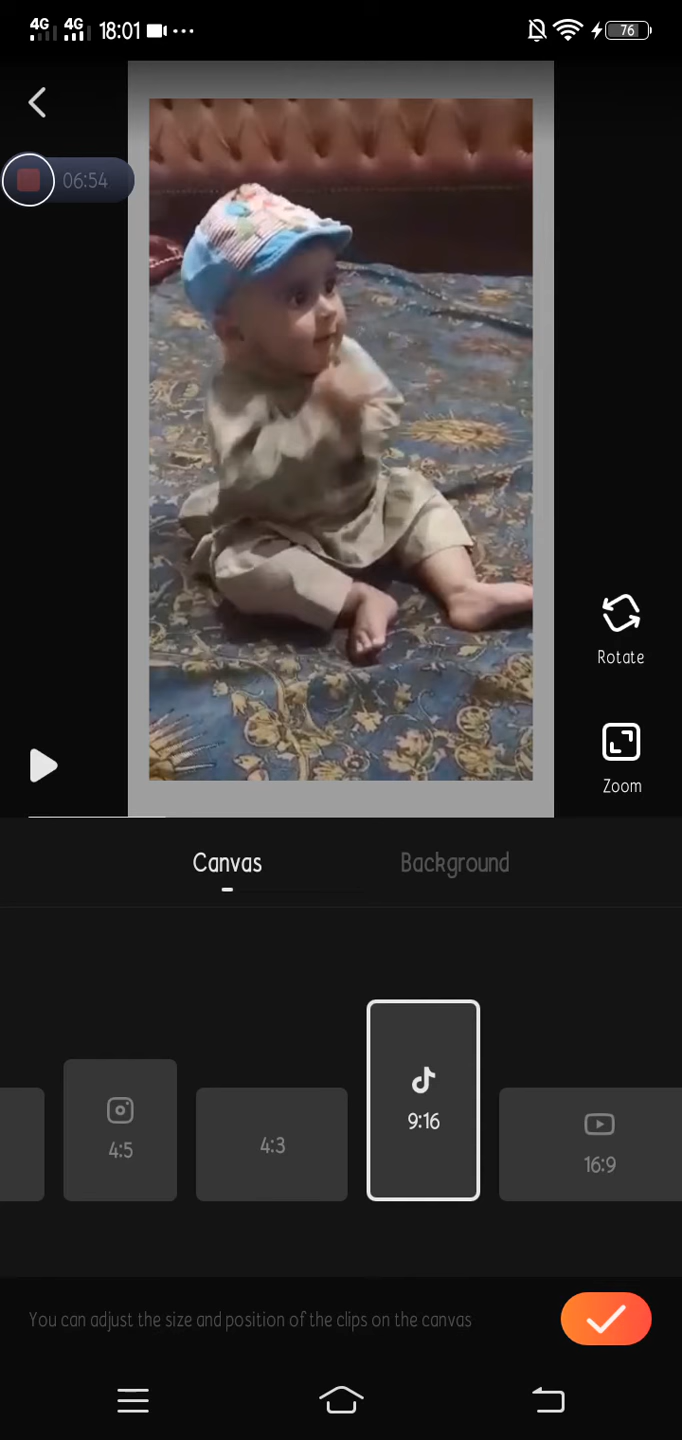 4G 4G 18:01 76
06:54
Rotate
Zoom
Canvas Background
4:5 4:3 9:16 16:9
You can adjust the size and position of the clips on the canvas